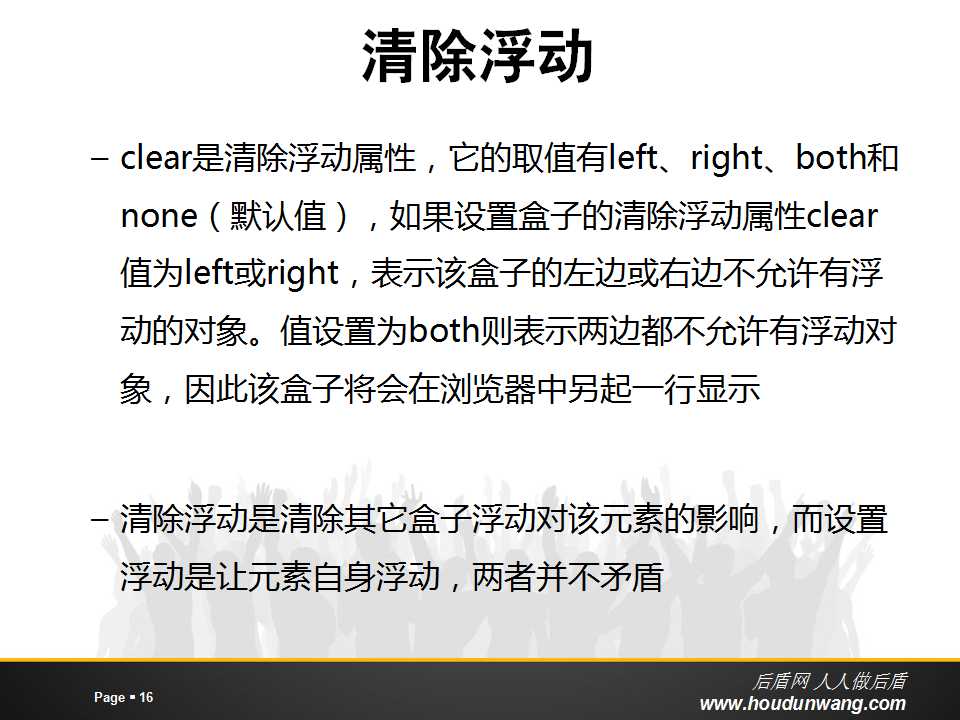 清除浮动
– clear是清除浮动属性，它的取值有left、right、both和
none（默认值），如果设置盒子的清除浮动属性clear
值为left或right，表示该盒子的左边或右边不允许有浮
动的对象。值设置为both则表示两边都不允许有浮动对
象，因此该盒子将会在浏览器中另起一行显示
– 清除浮动是清除其它盒子浮动对该元素的影响，而设置
浮动是让元素自身浮动，两者并不矛盾
Page ▪ 16
后盾网 人人做后盾
www.houdunwang.com